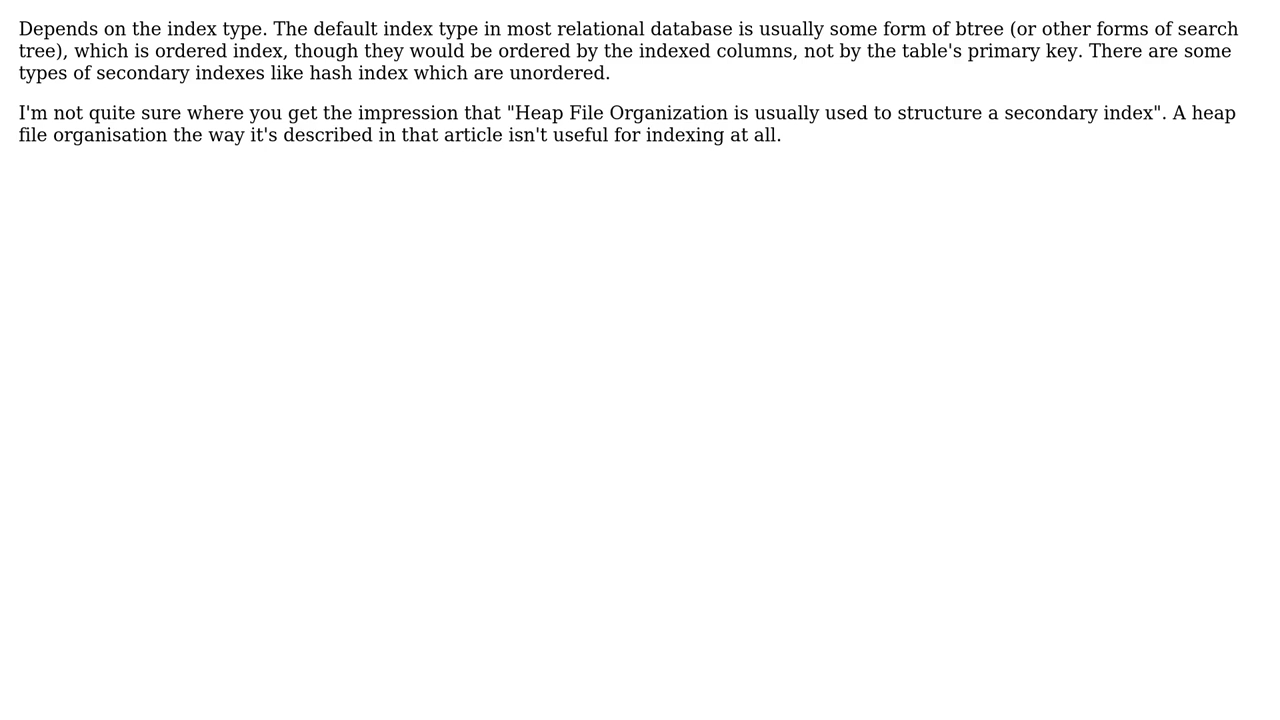 Depends on the index type. The default index type in most relational database is usually some form of btree (or other forms of search
tree), which is ordered index, though they would be ordered by the indexed columns, not by the table's primary key. There are some
types of secondary indexes like hash index which are unordered.
I'm not quite sure where you get the impression that "Heap File Organization is usually used to structure a secondary index". A heap
file organisation the way it's described in that article isn't useful for indexing at all.